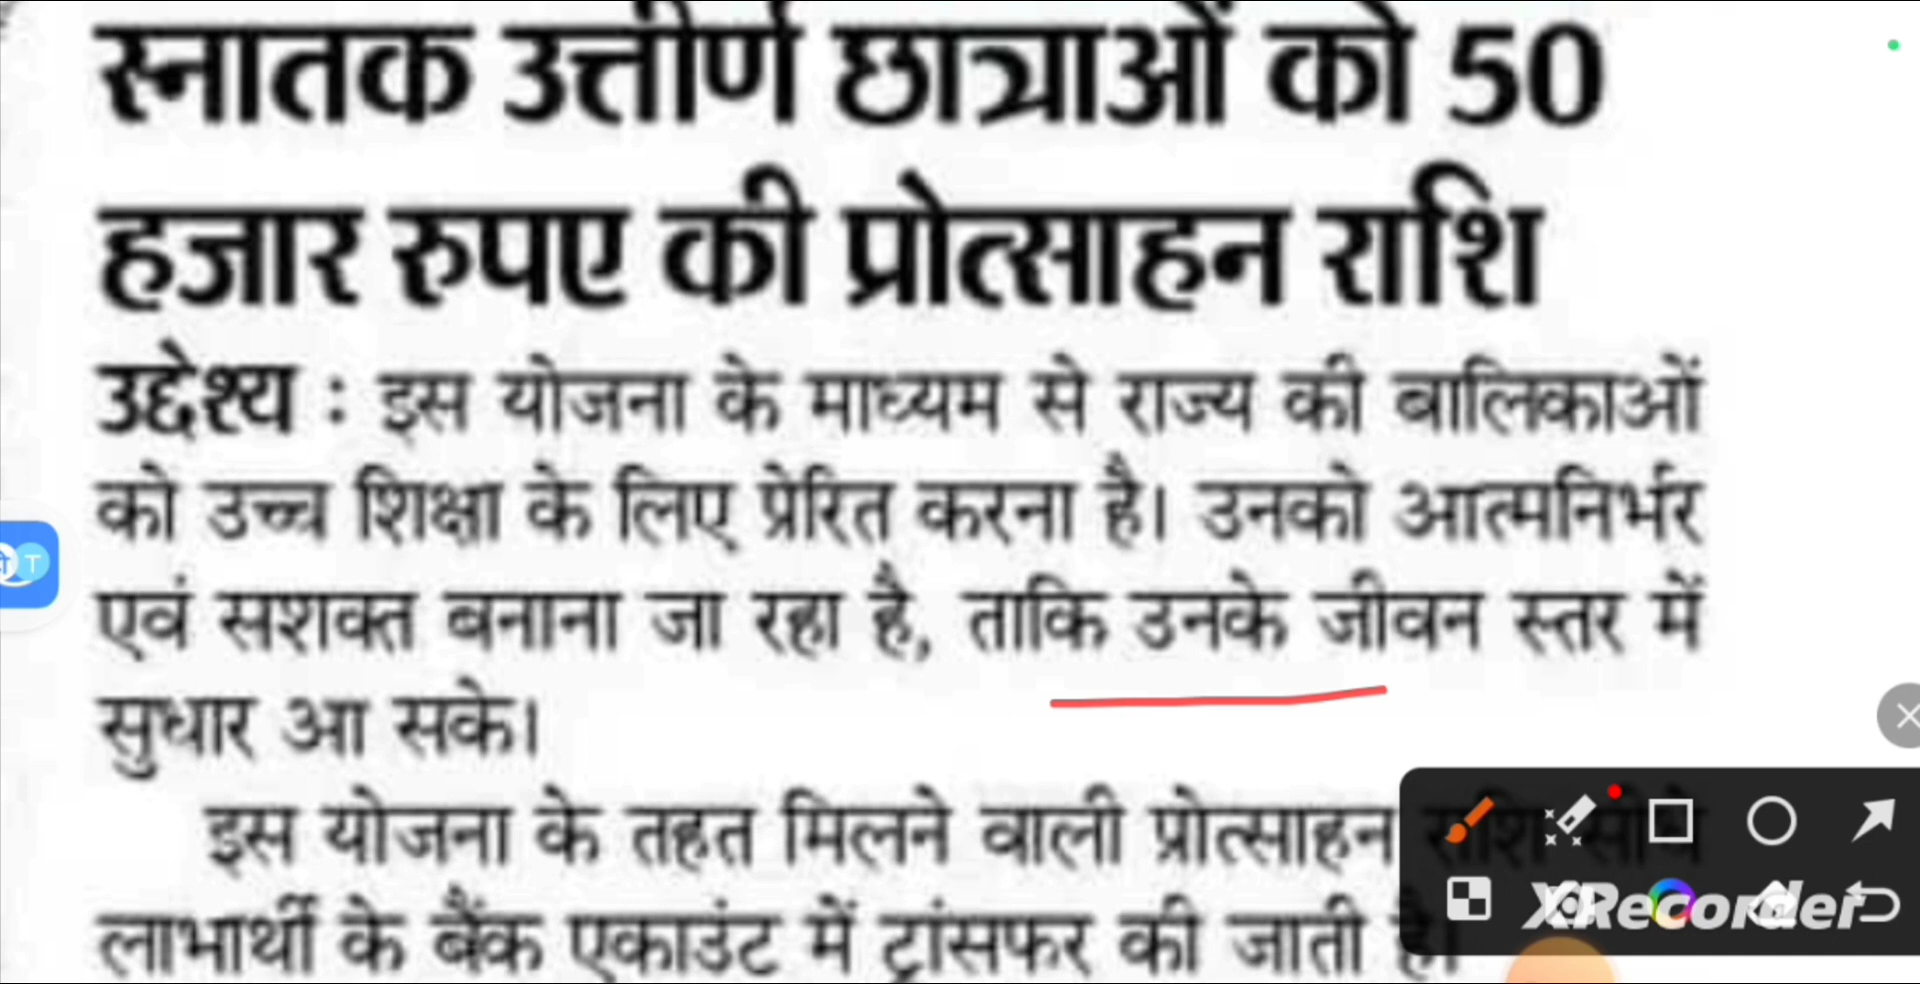 स्नातक उत्तीर्ण छात्राओं को 50
हजार रुपए की प्रोत्साहन राशि
उद्देश्य : इस योजना के माध्यम से राज्य की बालिकाओं
को उच्च शिक्षा के लिए प्रेरित करना है। उनको आत्मनिर्भर
एवं सशक्त बनाना जा रहा है, ताकि उनके जीवन स्तर में
सुधार आ सके।
इस योजना के तहत मिलने वाली प्रोत्साहन राशि सीधे
लाभार्थी के बैंक एकाउंट में ट्रांसफर की जाती है।
T
XRecorder